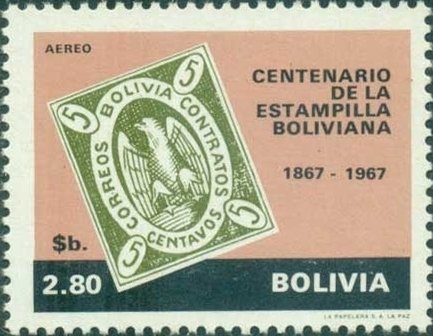 AEREO
CENTENARIO
DE LA
ESTAMPILLA
BOLIVIANA
1867 - 1967
5 5
CORREOS BOLIVIA CONTRATOS
CENTAVOS
5 5
$b.
2.80 BOLIVIA
LA PAPELERA S. A. LA PAZ